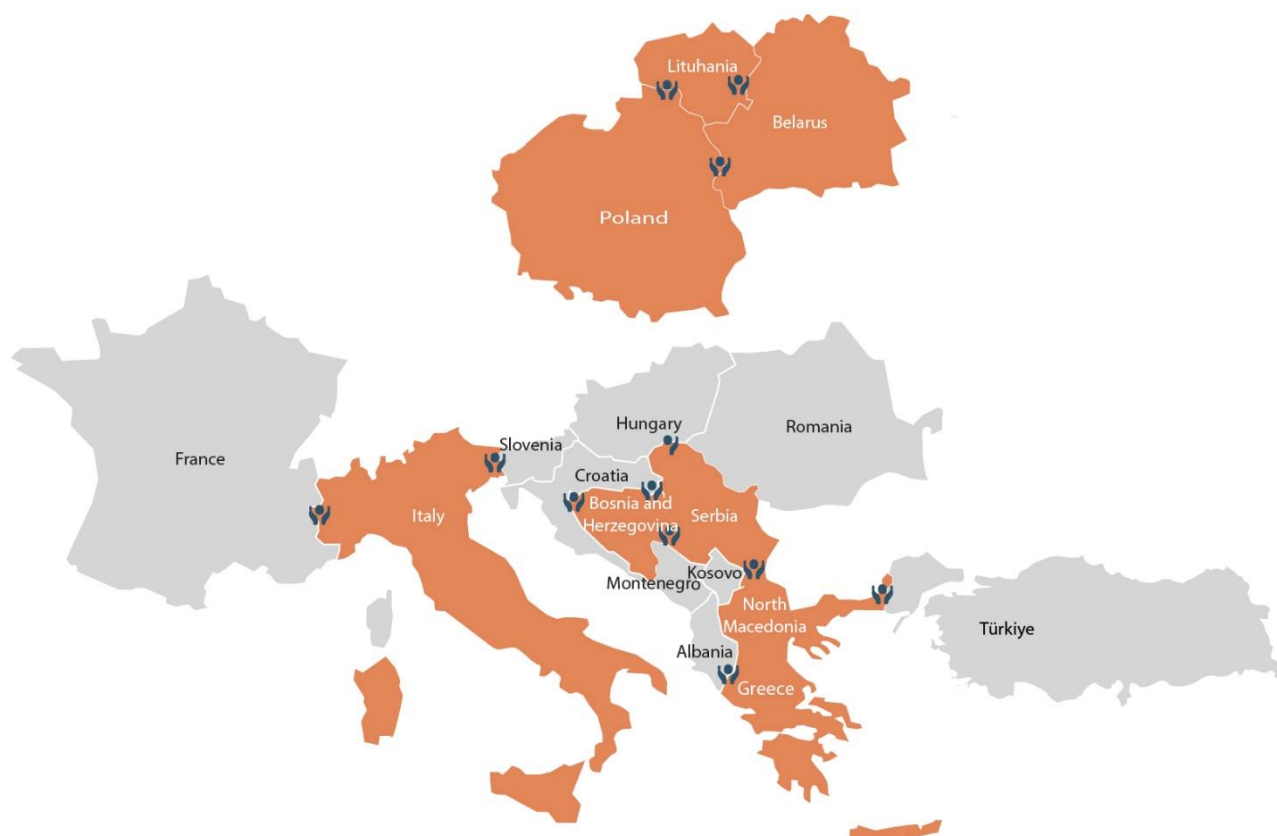 Lituhania
Belarus
Poland
Hungary
Romania
Slovenia
France
Croatia
Italy
Bosnia and
Herzegovina
Serbia
Kosovo
Montenegro
North
Macedonia
Türkiye
Albania
Greece